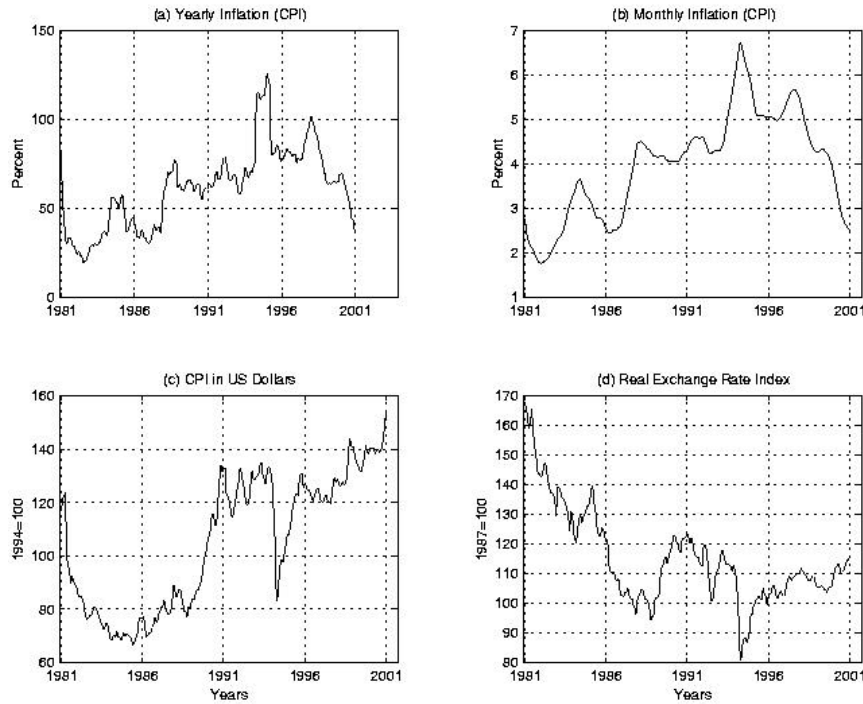 (a) Yearly Inflation (CPI)
150
100
50
0
Percent
1981 1986 1991 1996 2001
(b) Monthly Inflation (CPI)
7
6
5
4
3
2
1
Percent
1981 1986 1991 1996 2001
(c) CPI in US Dollars
160
140
120
100
80
60
1994=100
1981 1986 1991 1996 2001
Years
(d) Real Exchange Rate Index
170
160
150
140
130
120
110
100
90
80
1987=100
1981 1986 1991 1996 2001
Years